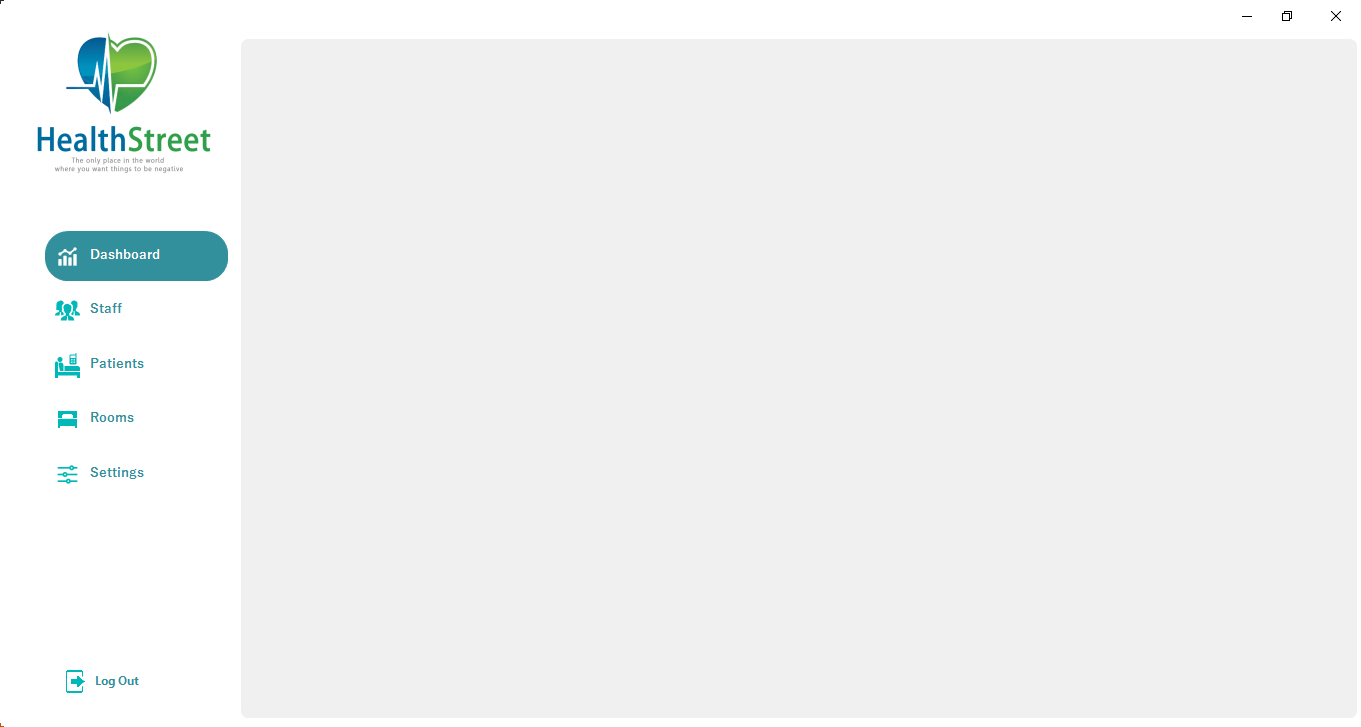 HealthStreet
The only place in the world
where you want things to be negative
Dashboard
Staff
Patients
Rooms
Settings
Log Out